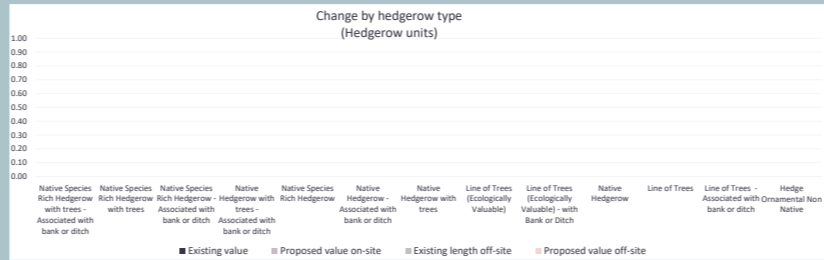 Change by hedgerow type
(Hedgerow units)
1.00
0.90
0.80
0.70
0.60
0.50
0.40
0.30
0.20
0.10
0.00
Native Species
Rich Hedgerow
with trees -
Associated with
bank or ditch
Native Species
Rich Hedgerow
with trees
Native Species
Rich Hedgerow -
Associated with
bank or ditch
Native
Hedgerow with
trees -
Associated with
bank or ditch
Native Species
Rich Hedgerow
Native
Hedgerow -
Associated with
bank or ditch
Native
Hedgerow with
trees
Line of Trees
(Ecologically
Valuable)
Line of Trees
(Ecologically
Valuable) - with
Bank or Ditch
Native
Hedgerow
Line of Trees
Line of Trees -
Associated with
bank or ditch
Hedge
Ornamental Non
Native
Existing value
Proposed value on-site
Existing length off-site
Proposed value off-site